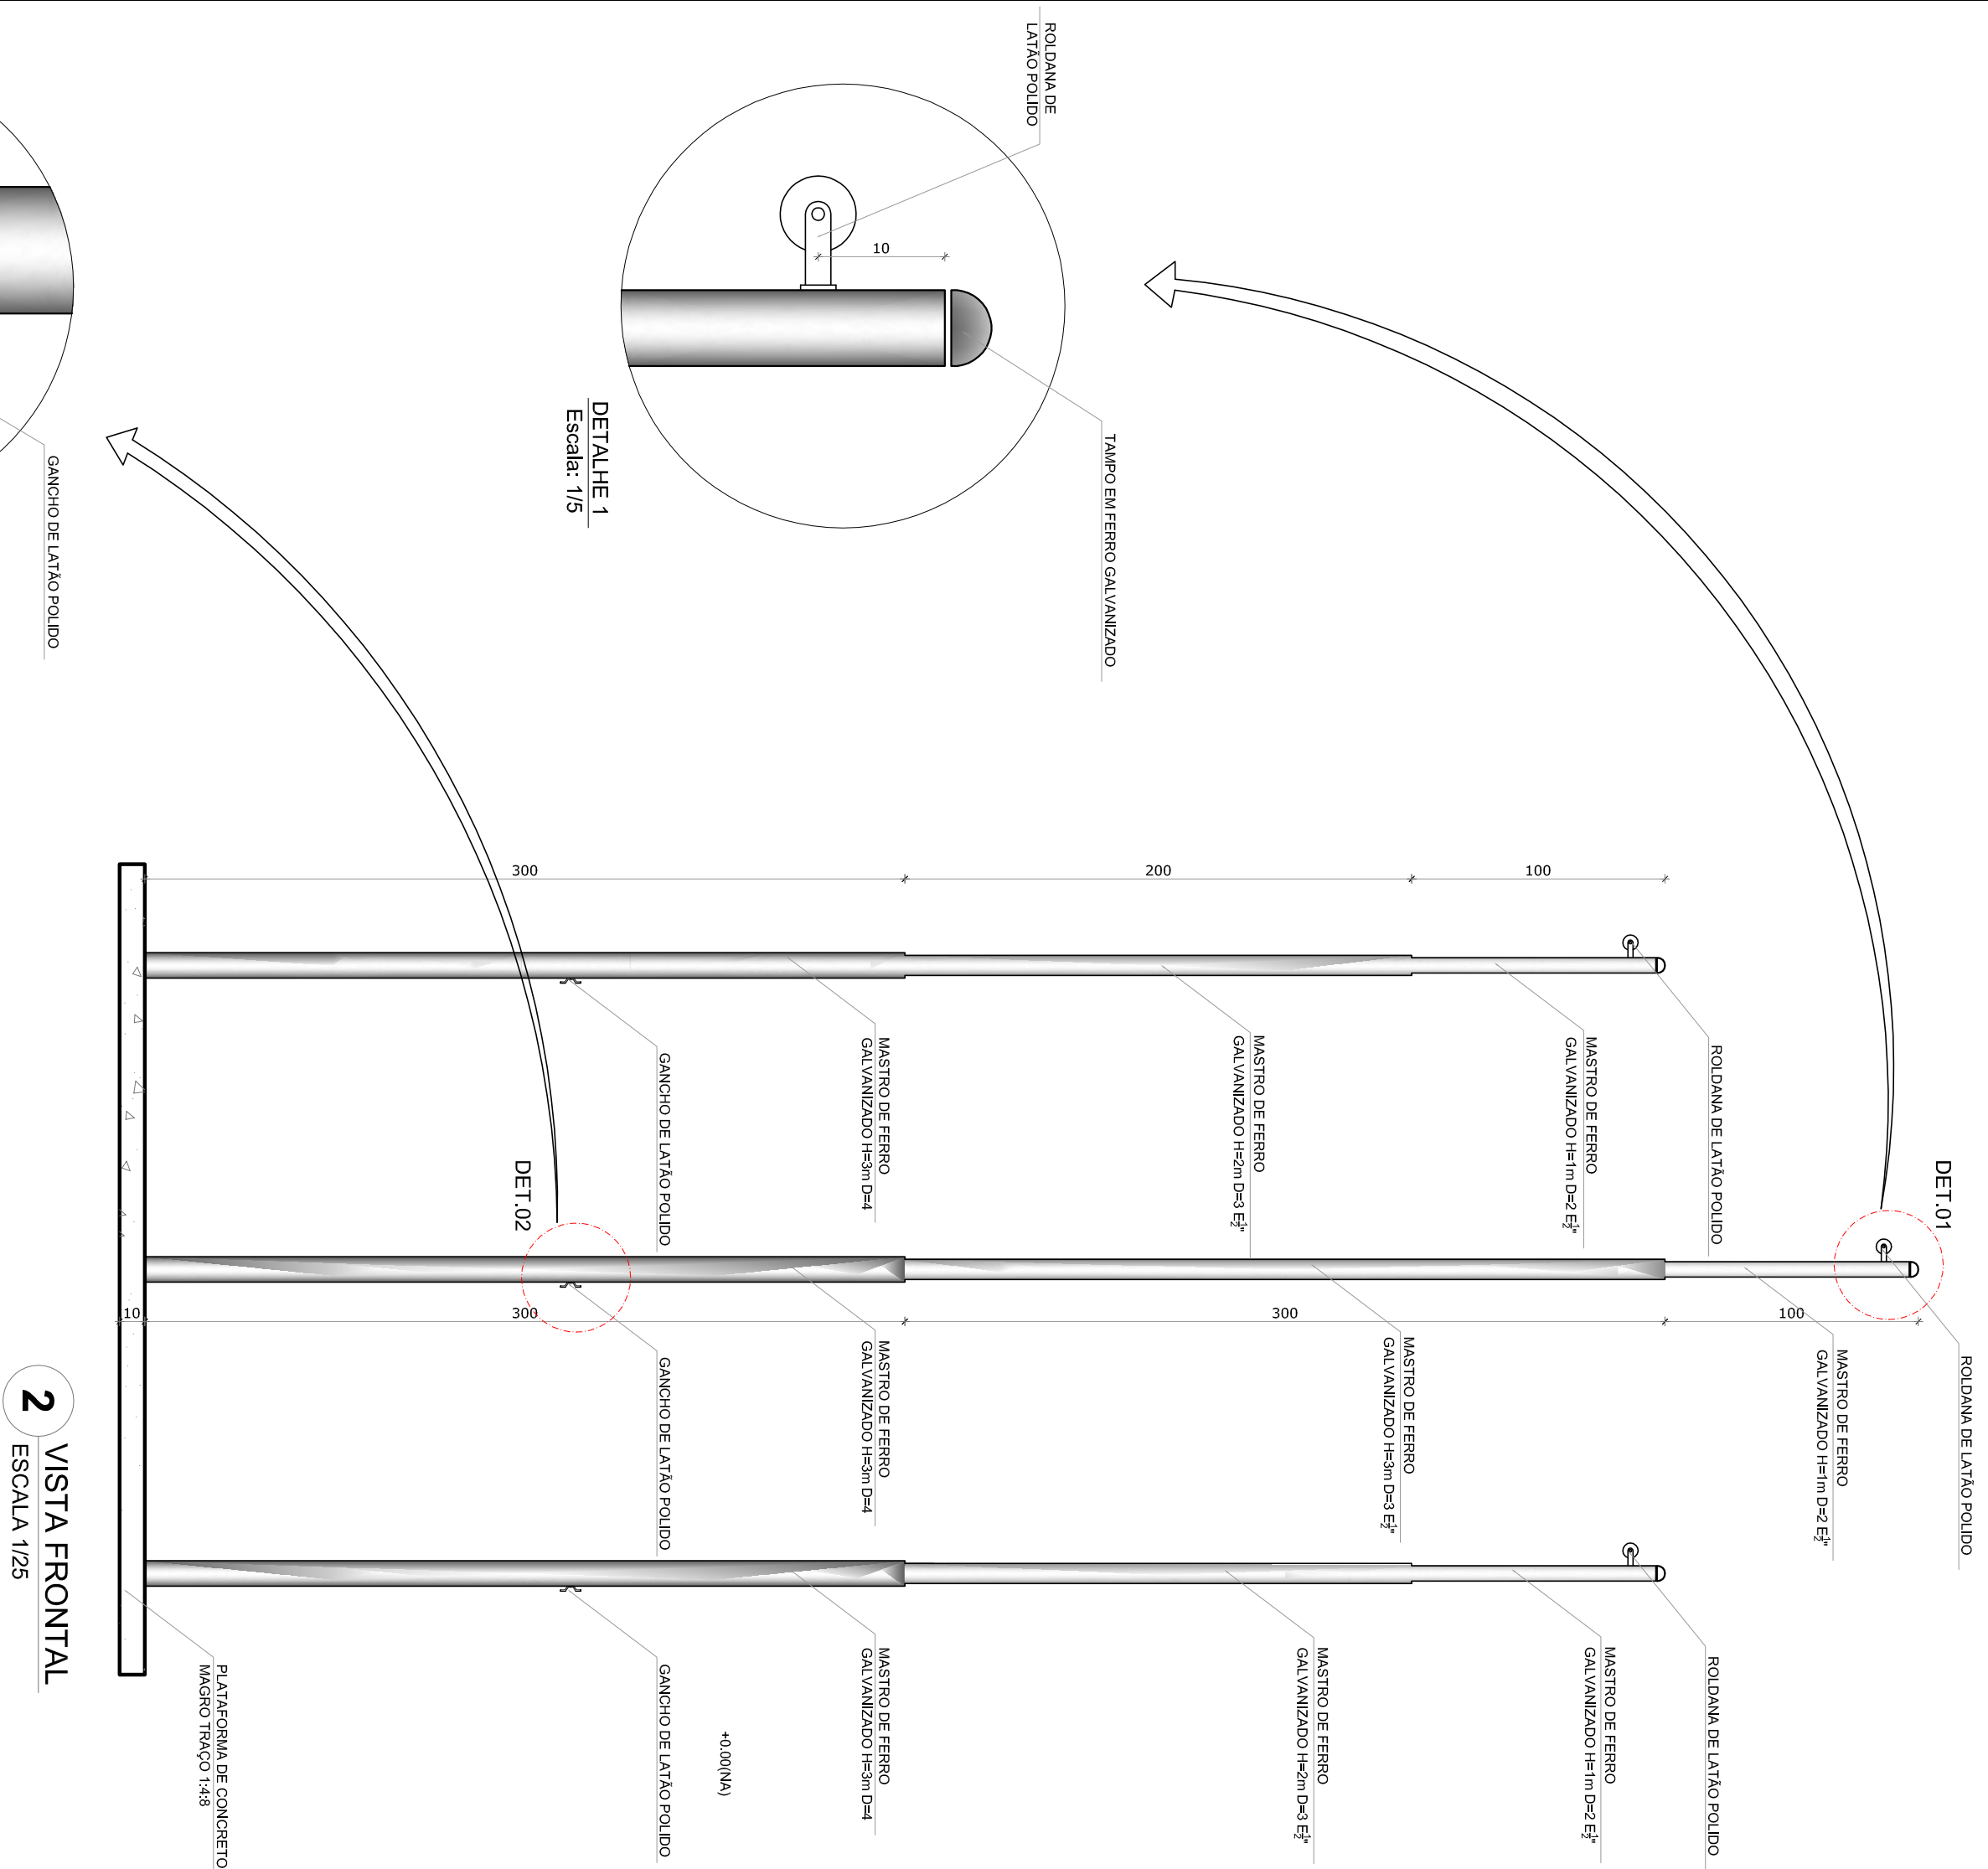 ROLDANA DE
LATÃO POLIDO
10
TAMPO EM FERRO GALVANIZADO
DETALHE 1
Escala: 1/5
GANCHO DE LATÃO POLIDO
300
200
100
ROLDANA DE LATÃO POLIDO
MASTRO DE FERRO
GALVANIZADO H=1m D=2 E1/2"
MASTRO DE FERRO
GALVANIZADO H=2m D=3 E1/2"
MASTRO DE FERRO
GALVANIZADO H=3m D=4
GANCHO DE LATÃO POLIDO
DET.01
DET.02
10
300
300
100
ROLDANA DE LATÃO POLIDO
MASTRO DE FERRO
GALVANIZADO H=1m D=2 E1/2"
MASTRO DE FERRO
GALVANIZADO H=3m D=3 E1/2"
MASTRO DE FERRO
GALVANIZADO H=3m D=4
GANCHO DE LATÃO POLIDO
ROLDANA DE LATÃO POLIDO
MASTRO DE FERRO
GALVANIZADO H=1m D=2 E1/2"
MASTRO DE FERRO
GALVANIZADO H=2m D=3 E1/2"
MASTRO DE FERRO
GALVANIZADO H=3m D=4
+0.00(NA)
GANCHO DE LATÃO POLIDO
PLATAFORMA DE CONCRETO
MAGRO TRAÇO 1:4:8
2
VISTA FRONTAL
ESCALA 1/25